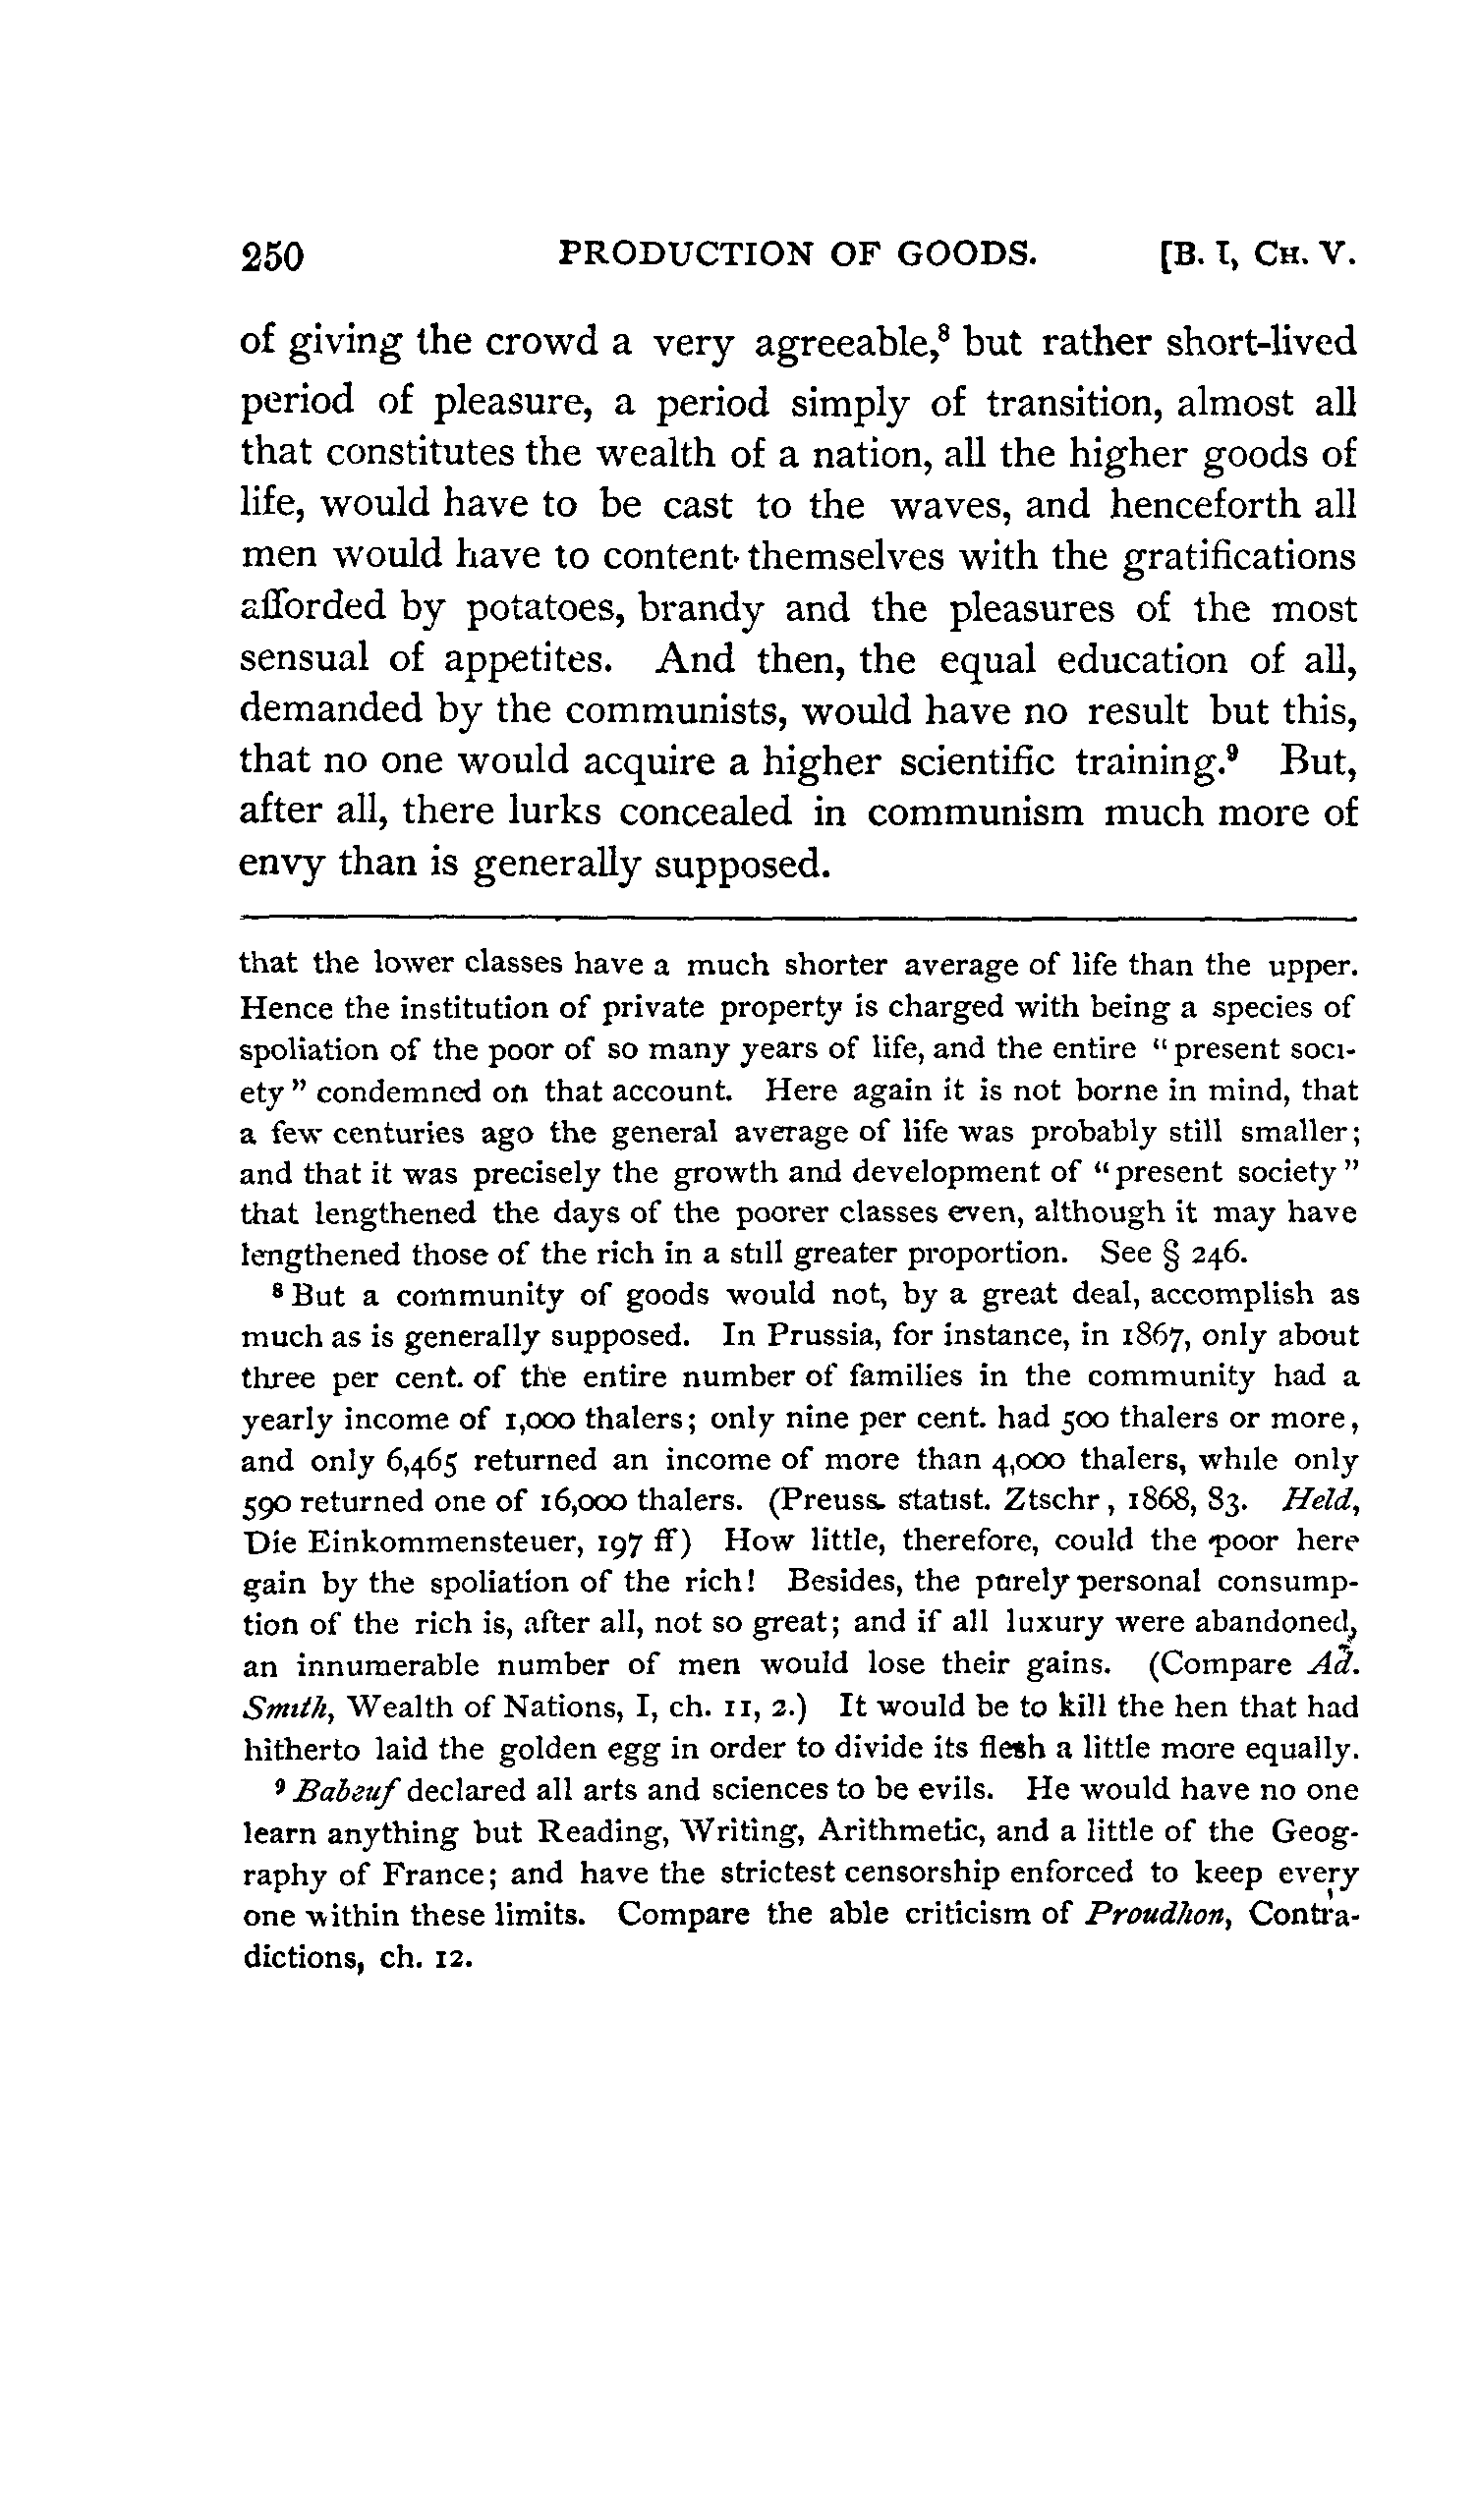 250 PRODUCTION OF GOODS. [B. I, CH. V.
of giving the crowd a very agreeable,⁸ but rather short-lived
period of pleasure, a period simply of transition, almost all
that constitutes the wealth of a nation, all the higher goods of
life, would have to be cast to the waves, and henceforth all
men would have to content themselves with the gratifications
afforded by potatoes, brandy and the pleasures of the most
sensual of appetites. And then, the equal education of all,
demanded by the communists, would have no result but this,
that no one would acquire a higher scientific training.⁹ But,
after all, there lurks concealed in communism much more of
envy than is generally supposed.
that the lower classes have a much shorter average of life than the upper.
Hence the institution of private property is charged with being a species of
spoliation of the poor of so many years of life, and the entire "present soci-
ety" condemned on that account. Here again it is not borne in mind, that
a few centuries ago the general average of life was probably still smaller;
and that it was precisely the growth and development of "present society"
that lengthened the days of the poorer classes even, although it may have
lengthened those of the rich in a still greater proportion. See § 246.
⁸ But a community of goods would not, by a great deal, accomplish as
much as is generally supposed. In Prussia, for instance, in 1867, only about
three per cent. of the entire number of families in the community had a
yearly income of 1,000 thalers; only nine per cent. had 500 thalers or more,
and only 6,465 returned an income of more than 4,000 thalers, while only
590 returned one of 16,000 thalers. (Preuss. statist. Ztschr, 1868, 83. Held,
Die Einkommensteuer, 197 ff) How little, therefore, could the poor here
gain by the spoliation of the rich! Besides, the purely personal consump-
tion of the rich is, after all, not so great; and if all luxury were abandoned,
an innumerable number of men would lose their gains. (Compare Ad.
Smith, Wealth of Nations, I, ch. 11, 2.) It would be to kill the hen that had
hitherto laid the golden egg in order to divide its flesh a little more equally.
⁹ Babeuf declared all arts and sciences to be evils. He would have no one
learn anything but Reading, Writing, Arithmetic, and a little of the Geog-
raphy of France; and have the strictest censorship enforced to keep every
one within these limits. Compare the able criticism of Proudhon, Contra-
dictions, ch. 12.